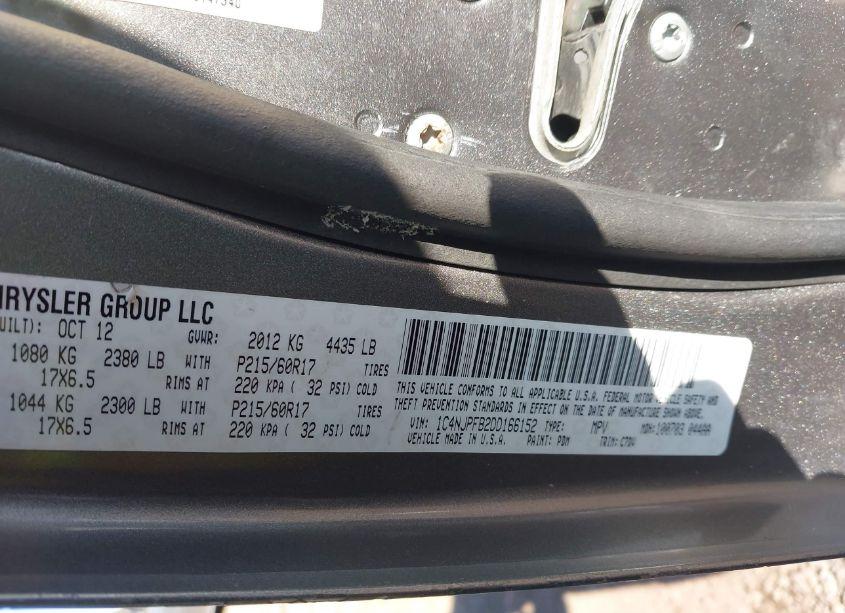 HRYSLER GROUP LLC
UILT): OCT 12 GVWR: 2012 KG 4435 LB
1080 KG 2380 LB WITH P215/60R17 TIRES
17X6.5 RIMS AT 220 KPA ( 32 PSI) COLD
1044 KG 2300 LB WITH P215/60R17 TIRES
17X6.5 RIMS AT 220 KPA ( 32 PSI) COLD
THIS VEHICLE CONFORMS TO ALL APPLICABLE U.S.A. FEDERAL MOTOR VEHICLE SAFETY AND
THEFT PREVENTION STANDARDS IN EFFECT ON THE DATE OF MANUFACTURE SHOWN ABOVE.
VIN: 1C4NJPFB2DD166152 TYPE: MPV MDH: 100703 044AA
VEHICLE MADE IN U.S.A. PAINT: PDM TRIM: